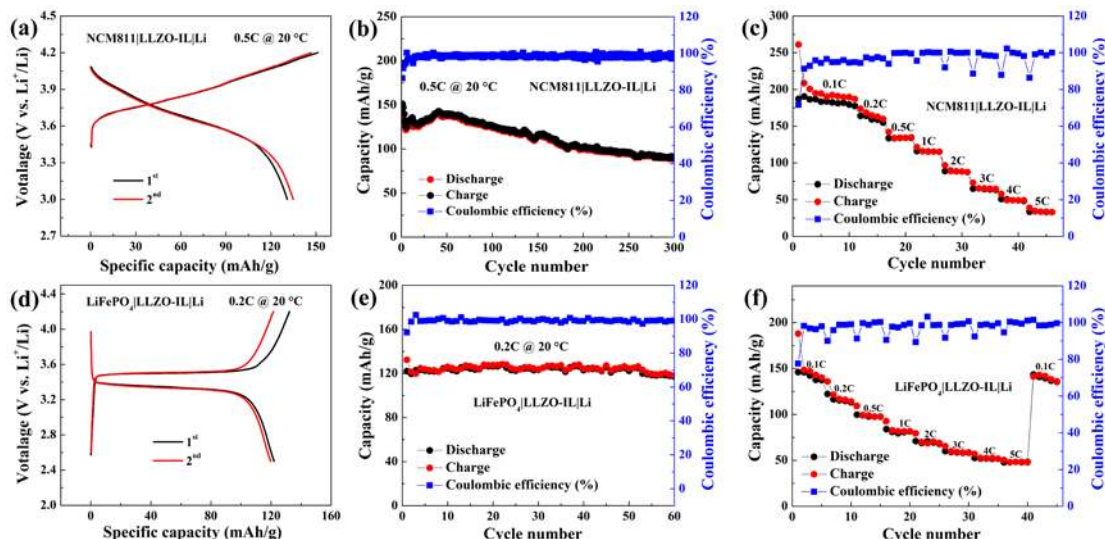 (a)
4.2
3.9
3.6
3.3
3.0
2.7
NCM811|LLZO-IL|Li 0.5C @ 20 °C
1st
2nd
Votalage (V vs. Li+/Li)
0 30 60 90 120 150
Specific capacity (mAh/g)
(b)
250
200
150
100
50
0
0.5C @ 20 °C NCM811|LLZO-IL|Li
Discharge
Charge
Coulombic efficiency (%)
Capacity (mAh/g)
0 50 100 150 200 250 300
Cycle number
120
100
80
60
40
20
0
Coulombic efficiency (%)
(c)
300
250
200
150
100
50
0
0.1C
0.2C
0.5C
1C
2C
3C
4C
5C
NCM811|LLZO-IL|Li
Discharge
Charge
Coulombic efficiency (%)
Capacity (mAh/g)
0 10 20 30 40
Cycle number
120
100
80
60
40
20
0
Coulombic efficiency (%)
(d)
4.2
3.6
3.0
2.4
LiFePO4|LLZO-IL|Li 0.2C @ 20 °C
1st
2nd
Votalage (V vs. Li+/Li)
0 30 60 90 120 150
Specific capacity (mAh/g)
(e)
200
160
120
80
40
0
0.2C @ 20 °C
LiFePO4|LLZO-IL|Li
Discharge
Charge
Coulombic efficiency (%)
Capacity (mAh/g)
0 10 20 30 40 50 60
Cycle number
120
100
80
60
40
20
0
Coulombic efficiency (%)
(f)
200
150
100
50
0
0.1C
0.2C
0.5C
1C
2C
3C
4C
5C
0.1C
LiFePO4|LLZO-IL|Li
Discharge
Charge
Coulombic efficiency (%)
Capacity (mAh/g)
0 10 20 30 40
Cycle number
120
100
80
60
40
20
0
Coulombic efficiency (%)